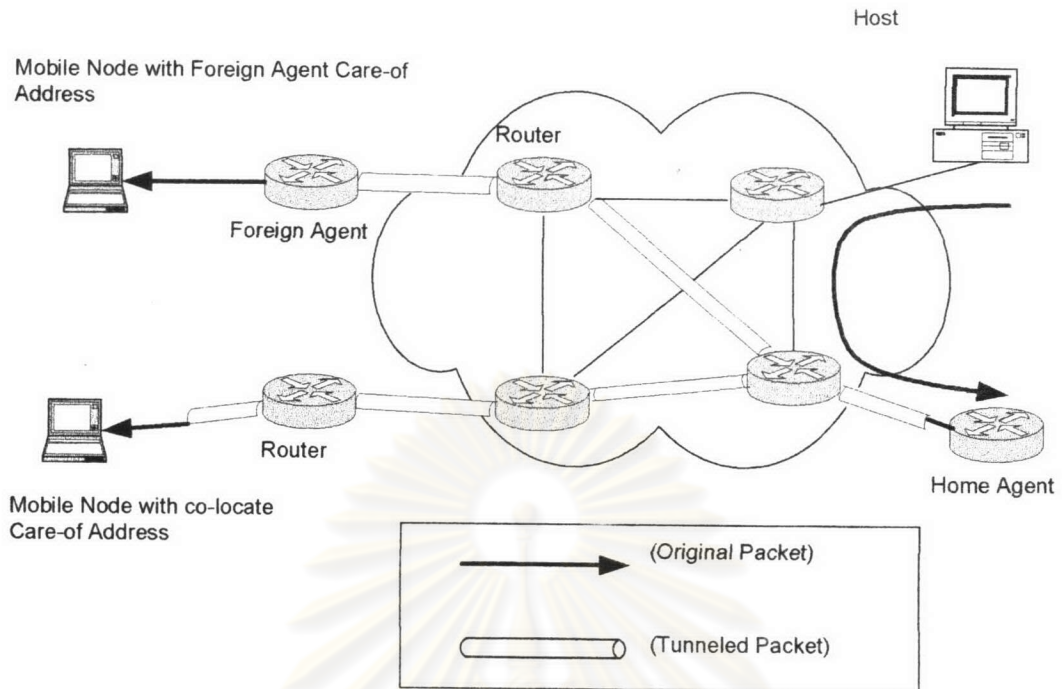 Host
Mobile Node with Foreign Agent Care-of
Address
Router
Foreign Agent
Router
Home Agent
Mobile Node with co-locate
Care-of Address
(Original Packet)
(Tunneled Packet)